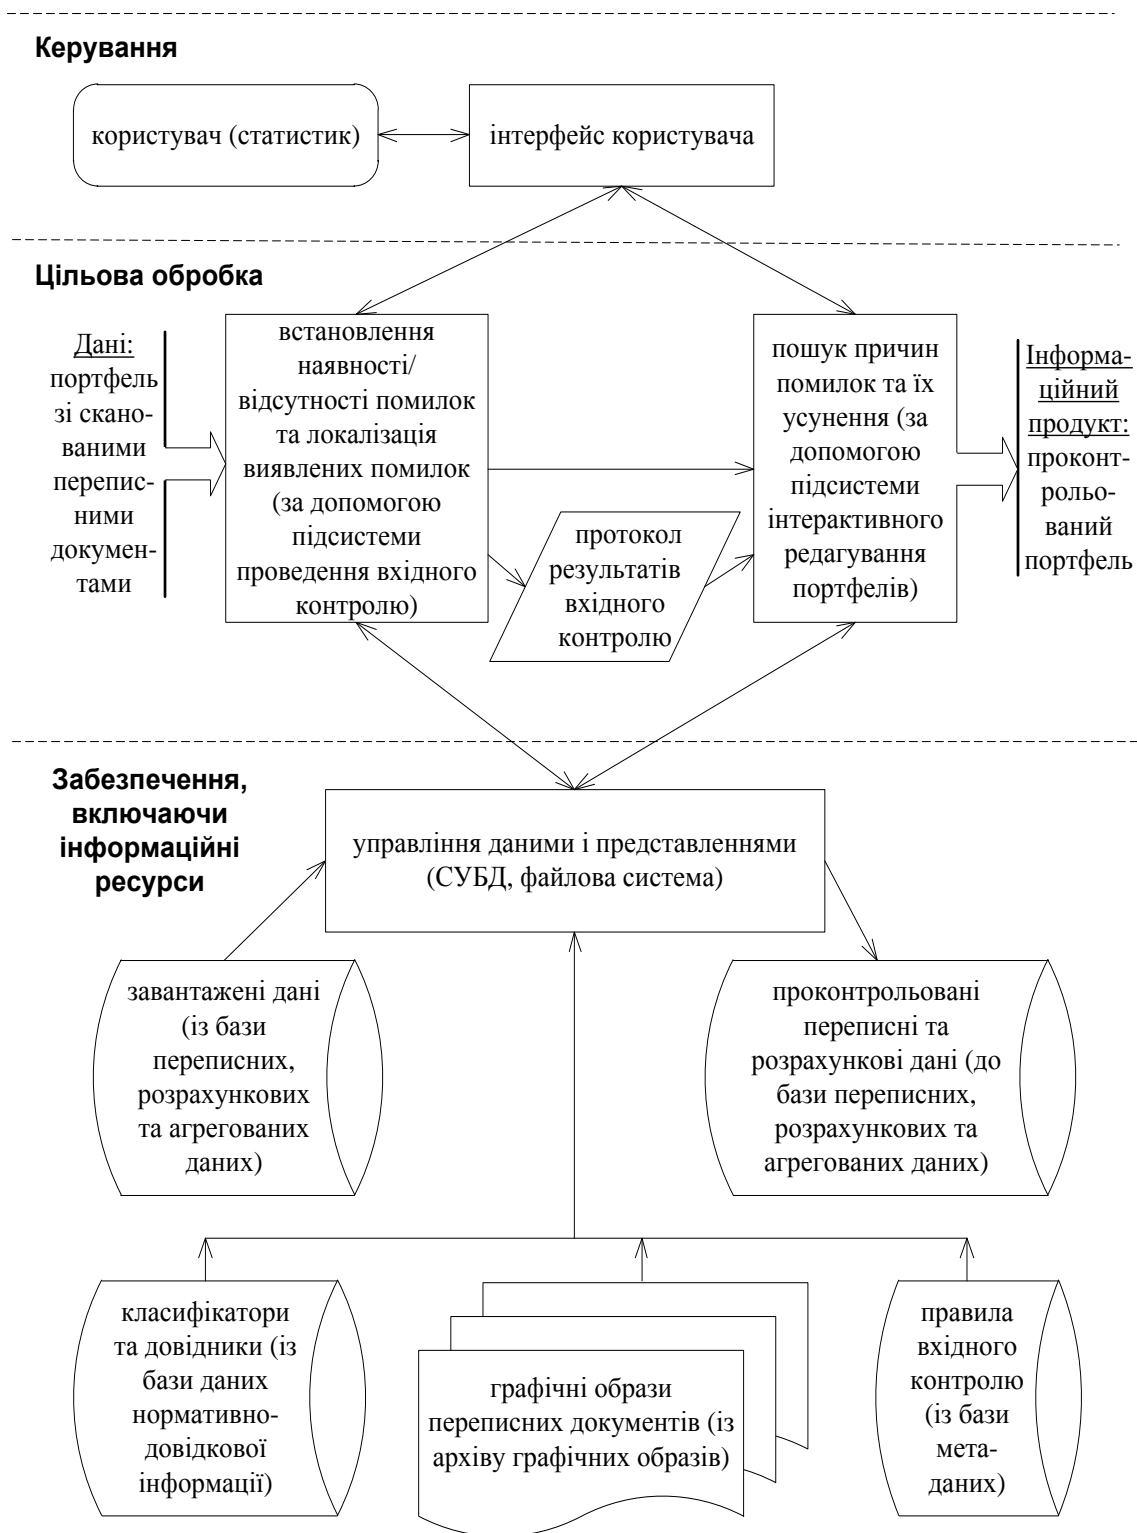 Керування
користувач (статистик)
інтерфейс користувача
Цільова обробка
Дані:
портфель
зі скано-
ваними
перепис-
ними
докумен-
тами
встановлення
наявності/
відсутності помилок
та локалізація
виявлених помилок
(за допомогою
підсистеми
проведення вхідного
контролю)
протокол
результатів
вхідного
контролю
пошук причин
помилок та їх
усунення (за
допомогою
підсистеми
інтерактивного
редагування
портфелів)
Інформа-
ційний
продукт:
проконт-
рольо-
ваний
портфель
Забезпечення,
включаючи
інформаційні
ресурси
управління даними і представленнями
(СУБД, файлова система)
завантажені дані
(із бази
переписних,
розрахункових
та агрегованих
даних)
проконтрольовані
переписні та
розрахункові дані (до
бази переписних,
розрахункових та
агрегованих даних)
класифікатори
та довідники (із
бази даних
нормативно-
довідкової
інформації)
графічні образи
переписних документів (із
архіву графічних образів)
правила
вхідного
контролю
(із бази
мета-
даних)